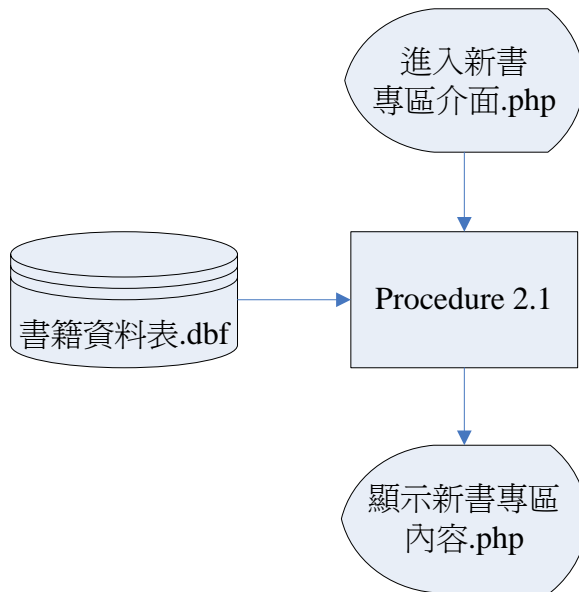 進入新書
專區介面.php
Procedure 2.1
書籍資料表.dbf
顯示新書專區
內容.php